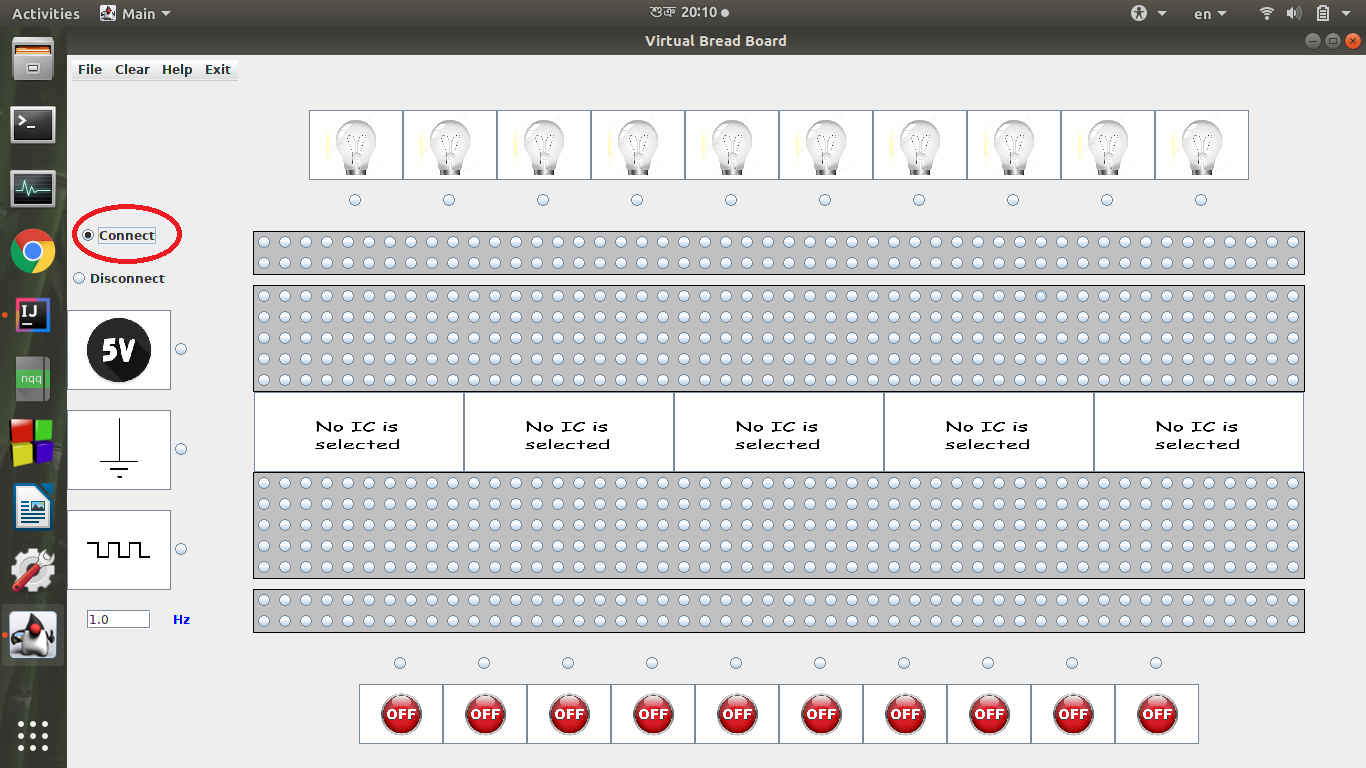 Activities Main শুক্র 20:10 en
Virtual Bread Board
File Clear Help Exit
Connect
Disconnect
5V
1.0 Hz
No IC is selected
No IC is selected
No IC is selected
No IC is selected
No IC is selected
OFF OFF OFF OFF OFF OFF OFF OFF OFF OFF
IJ
nqq